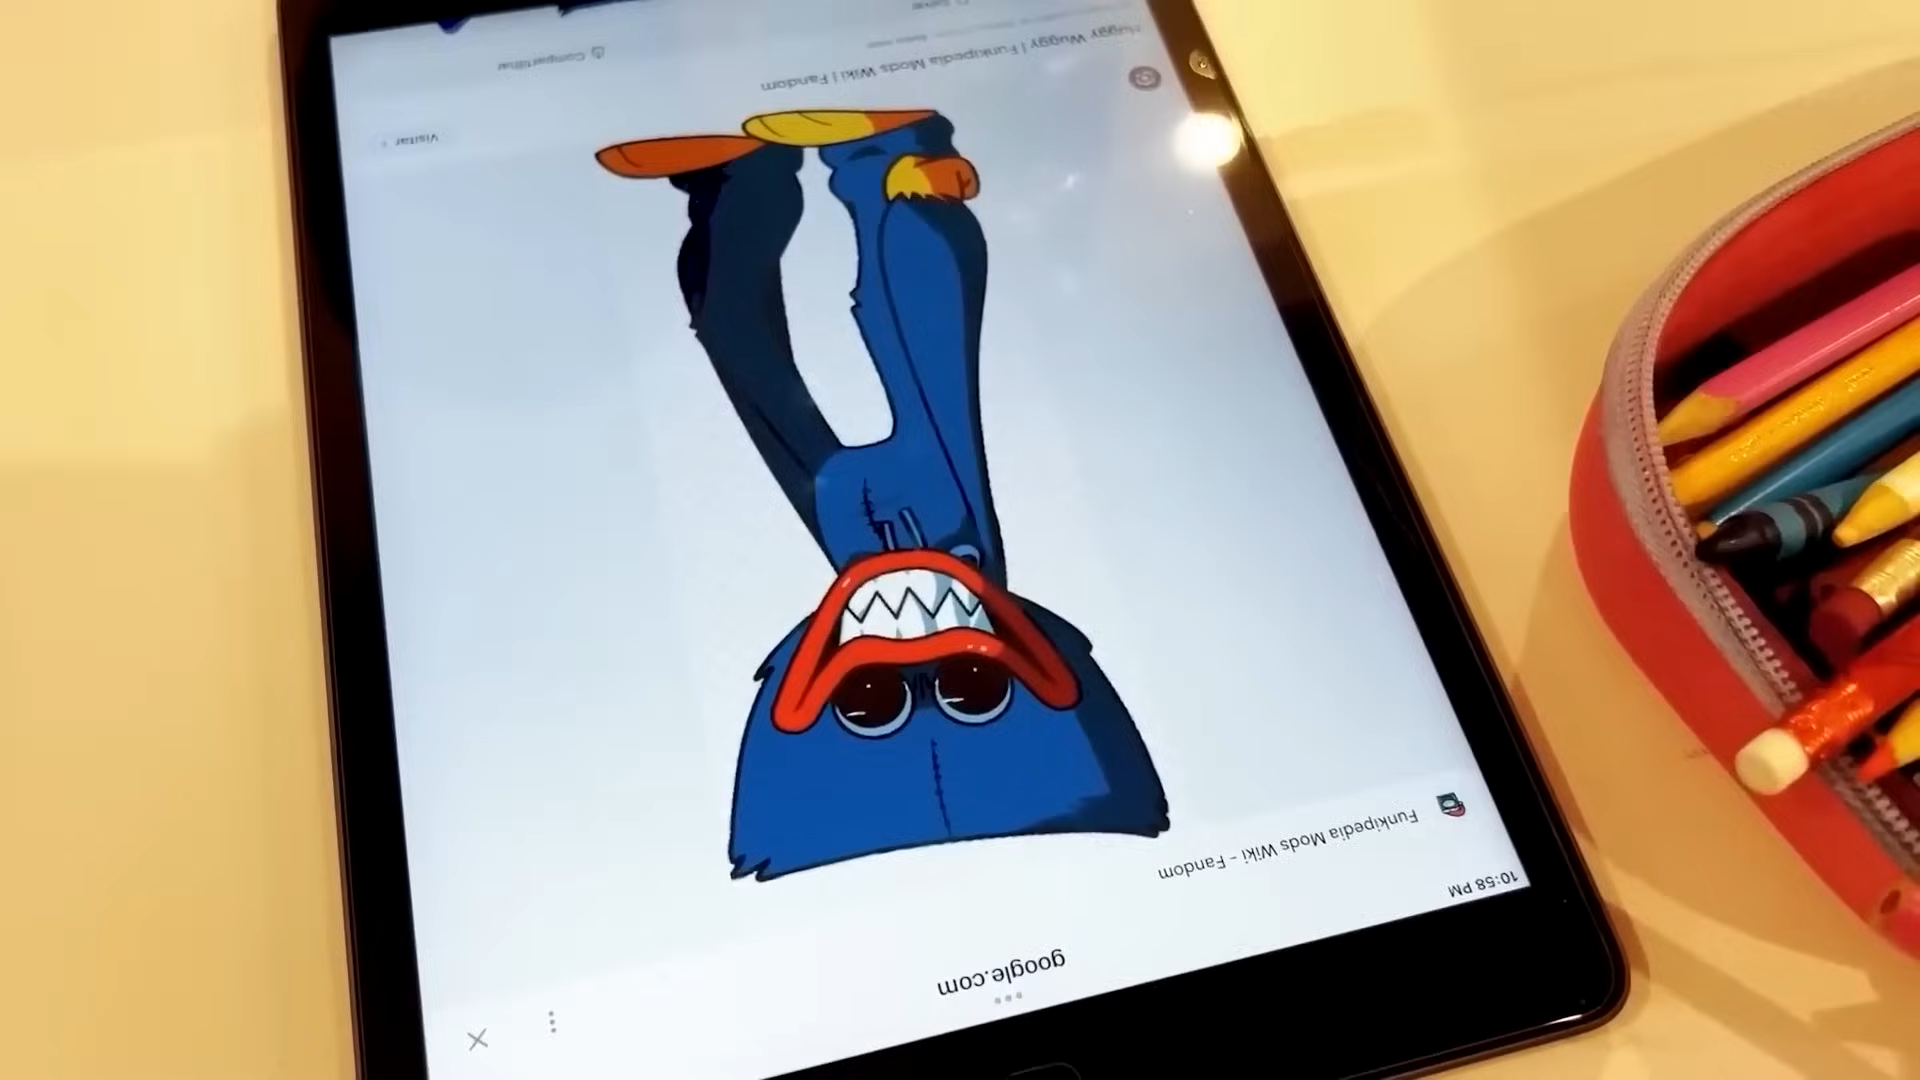 10:58 PM
google.com
Funkipedia Mods Wiki - Fandom
Huggy Wuggy | Funkipedia Mods Wiki | Fandom
Visitar
Compartilhar